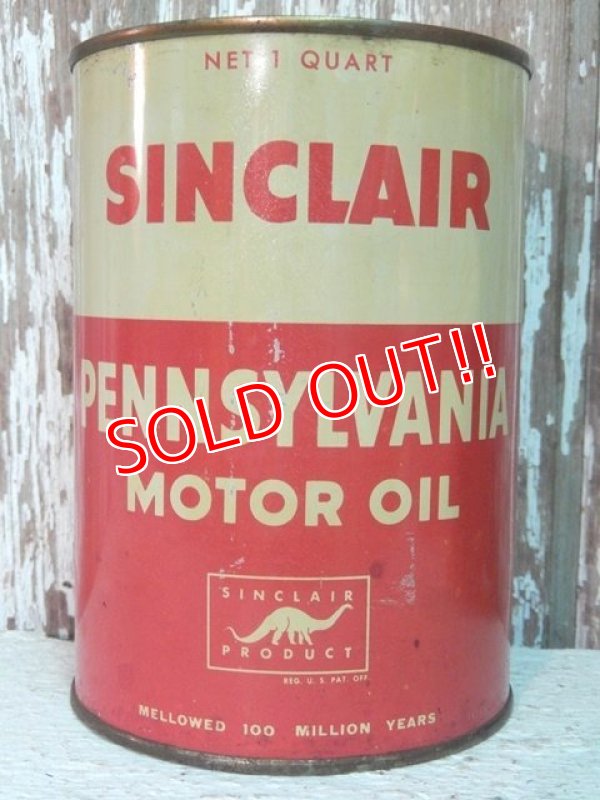 NET 1 QUART
SINCLAIR
PENNSYLVANIA
SOLD OUT!!
MOTOR OIL
SINCLAIR
PRODUCT
REG. U. S. PAT. OFF.
MELLOWED 100 MILLION YEARS